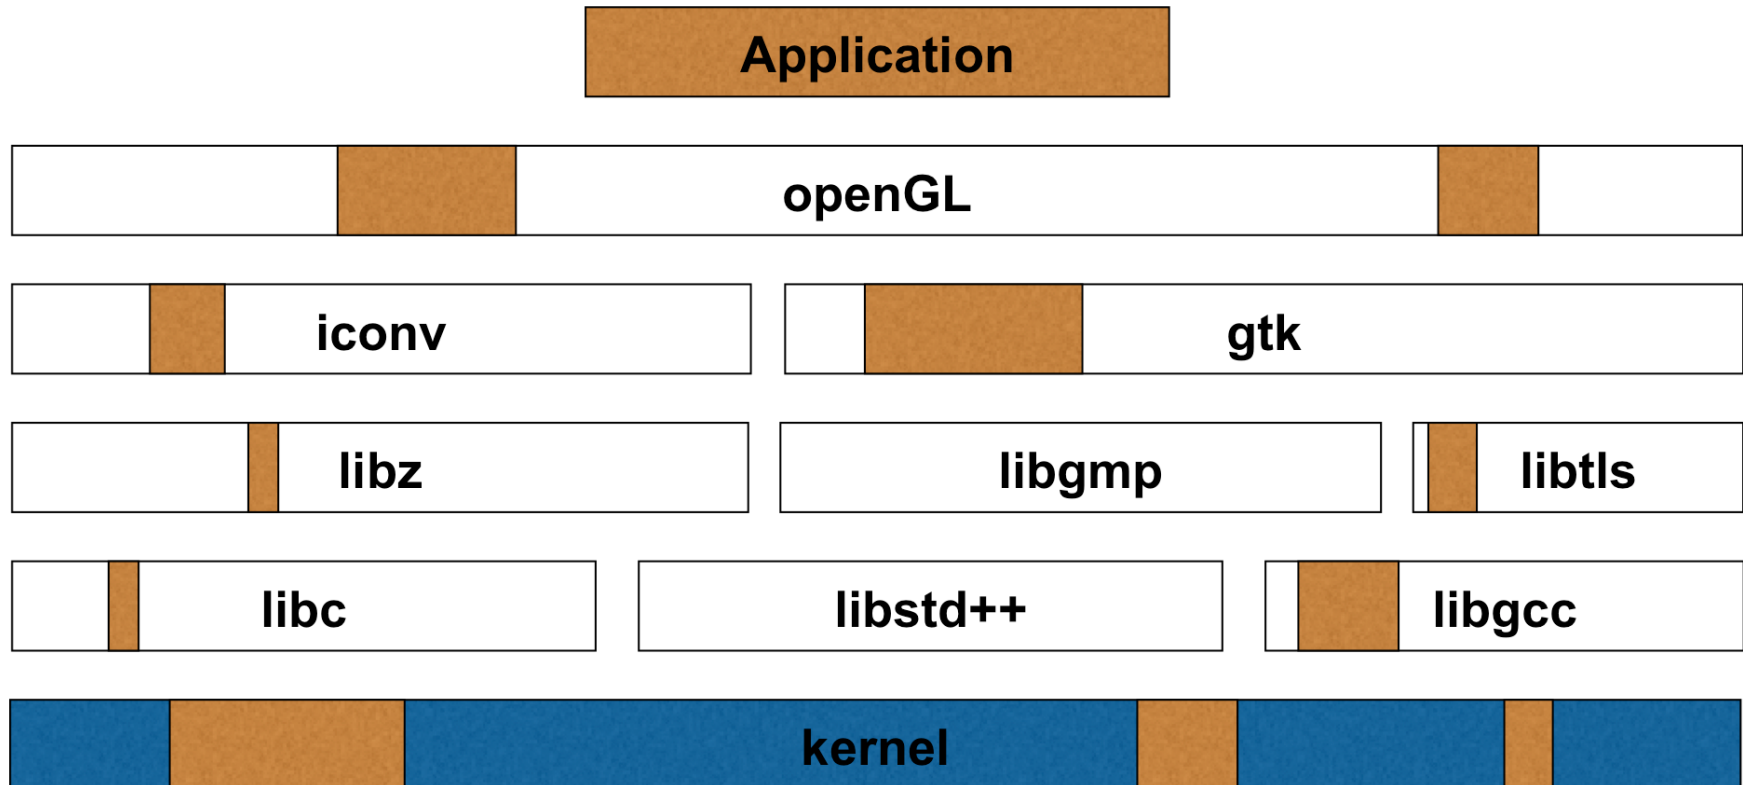 Application
openGL
iconv
gtk
libz
libgmp
libtls
libc
libstd++
libgcc
kernel